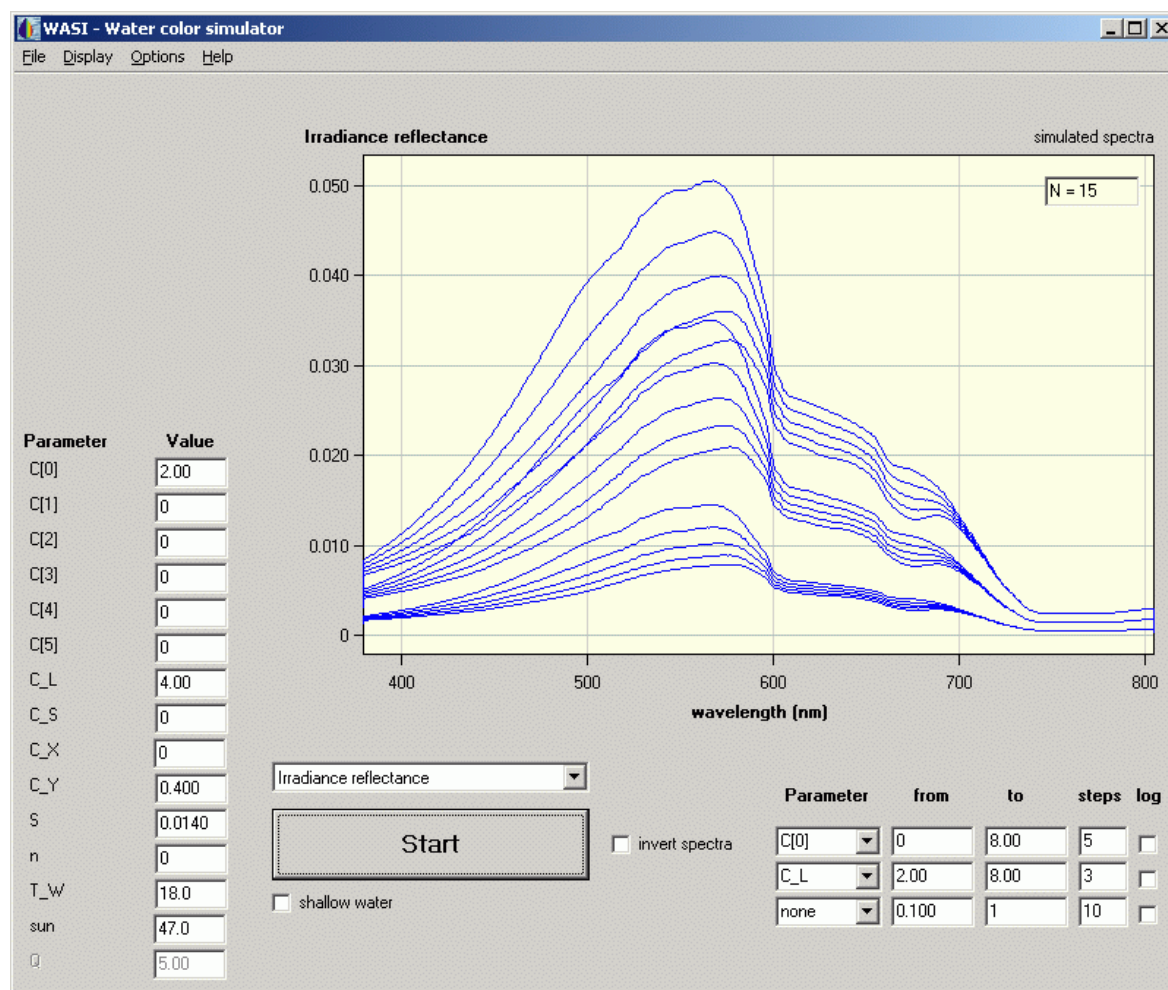 WASI - Water color simulator
File Display Options Help
Irradiance reflectance simulated spectra
N = 15
0.050
0.040
0.030
0.020
0.010
0
400 500 600 700 800
wavelength (nm)
Parameter Value
C[0] 2.00
C[1] 0
C[2] 0
C[3] 0
C[4] 0
C[5] 0
C_L 4.00
C_S 0
C_X 0
C_Y 0.400
S 0.0140
n 0
T_W 18.0
sun 47.0
Q 5.00
Irradiance reflectance
Start
invert spectra
shallow water
Parameter from to steps log
C[0] 0 8.00 5
C_L 2.00 8.00 3
none 0.100 1 10